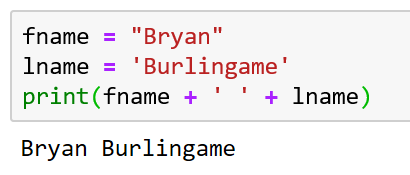 fname = "Bryan"
lname = 'Burlingame'
print(fname + ' ' + lname)
Bryan Burlingame